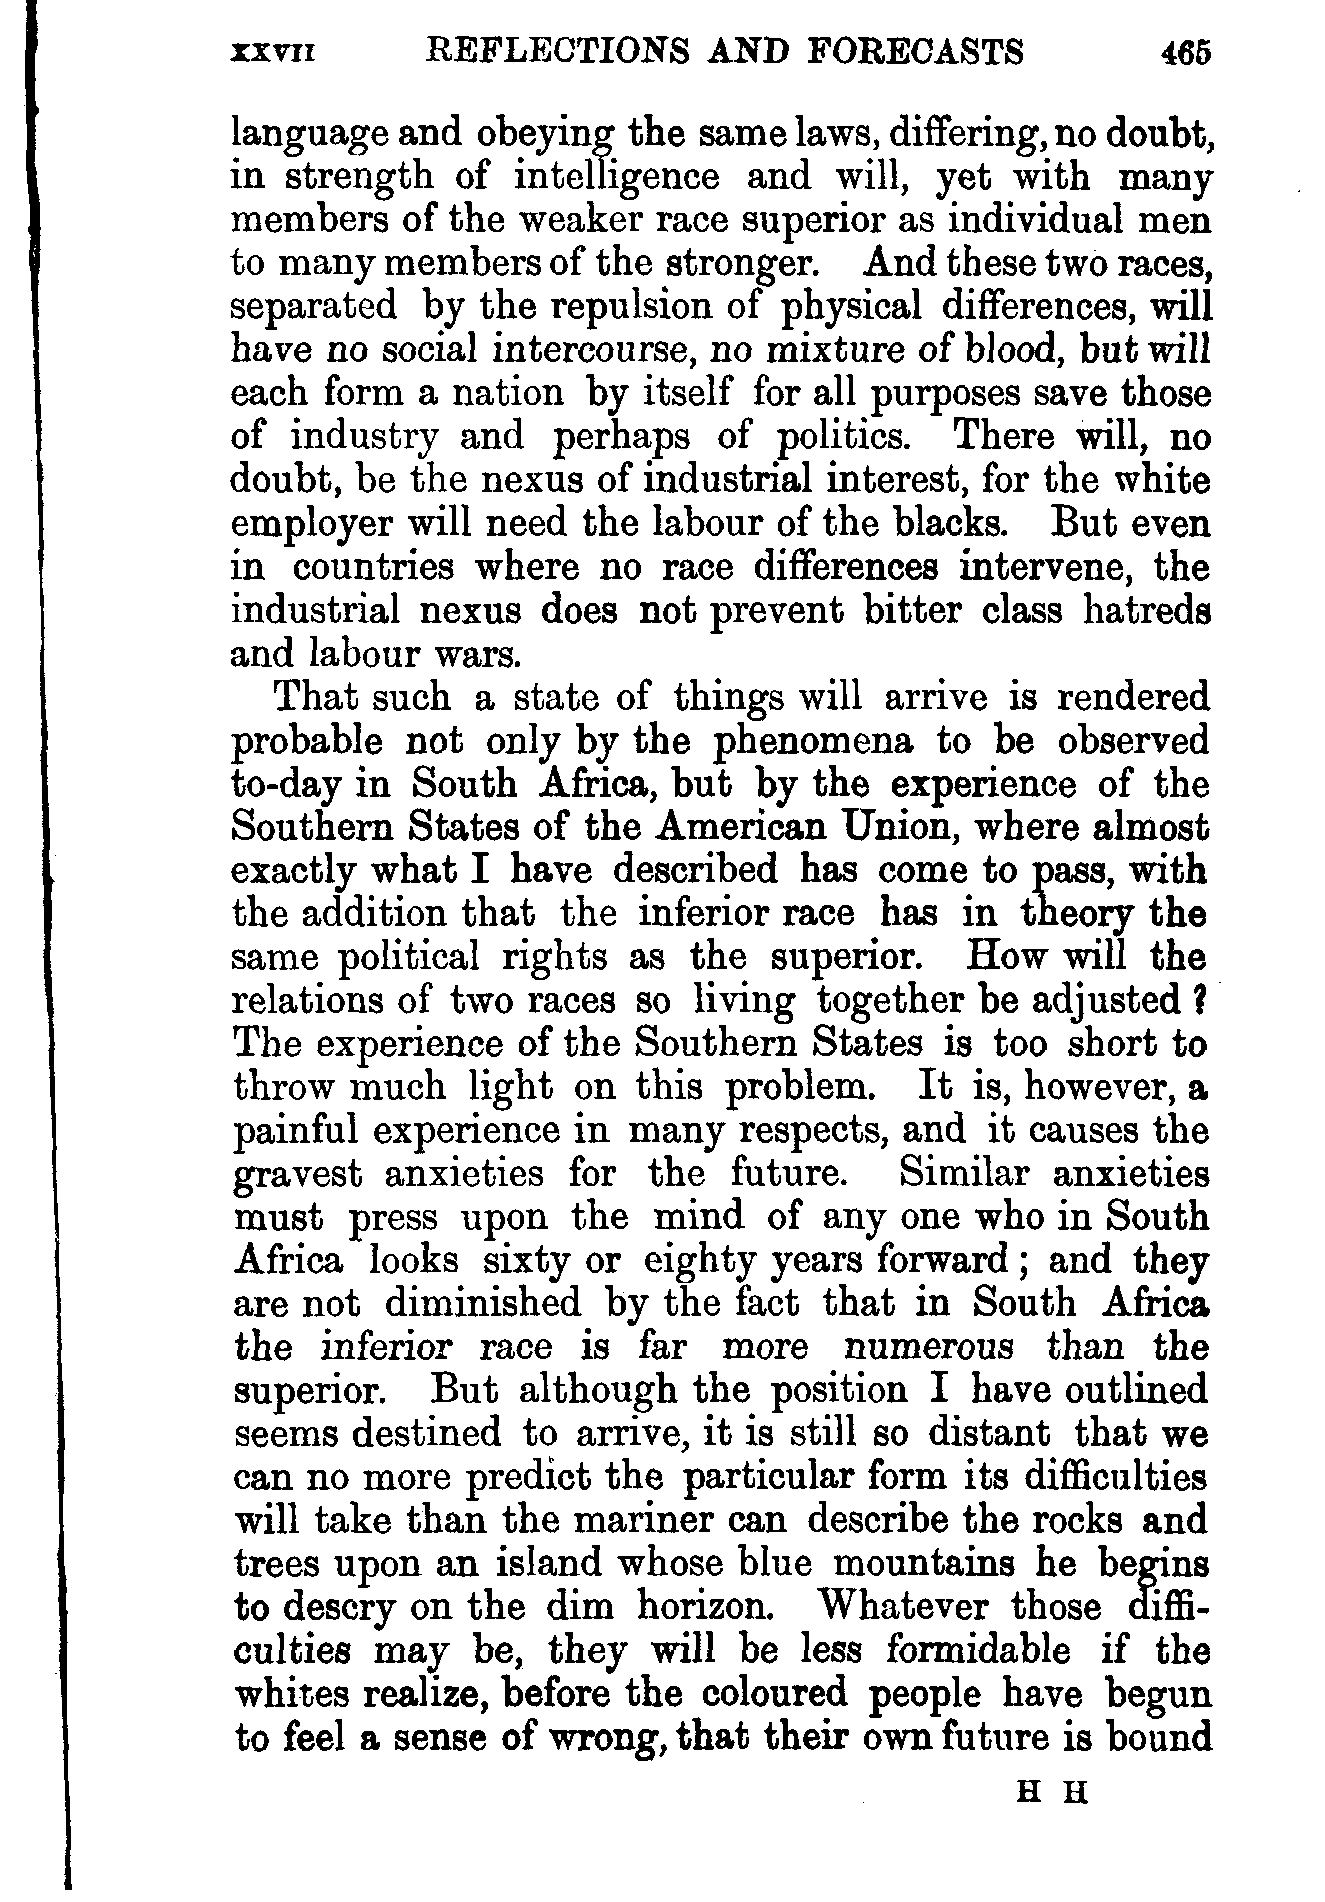 XXVII REFLECTIONS AND FORECASTS 465
language and obeying the same laws, differing, no doubt,
in strength of intelligence and will, yet with many
members of the weaker race superior as individual men
to many members of the stronger. And these two races,
separated by the repulsion of physical differences, will
have no social intercourse, no mixture of blood, but will
each form a nation by itself for all purposes save those
of industry and perhaps of politics. There will, no
doubt, be the nexus of industrial interest, for the white
employer will need the labour of the blacks. But even
in countries where no race differences intervene, the
industrial nexus does not prevent bitter class hatreds
and labour wars.
That such a state of things will arrive is rendered
probable not only by the phenomena to be observed
to-day in South Africa, but by the experience of the
Southern States of the American Union, where almost
exactly what I have described has come to pass, with
the addition that the inferior race has in theory the
same political rights as the superior. How will the
relations of two races so living together be adjusted ?
The experience of the Southern States is too short to
throw much light on this problem. It is, however, a
painful experience in many respects, and it causes the
gravest anxieties for the future. Similar anxieties
must press upon the mind of any one who in South
Africa looks sixty or eighty years forward ; and they
are not diminished by the fact that in South Africa
the inferior race is far more numerous than the
superior. But although the position I have outlined
seems destined to arrive, it is still so distant that we
can no more predict the particular form its difficulties
will take than the mariner can describe the rocks and
trees upon an island whose blue mountains he begins
to descry on the dim horizon. Whatever those diffi-
culties may be, they will be less formidable if the
whites realize, before the coloured people have begun
to feel a sense of wrong, that their own future is bound
H H